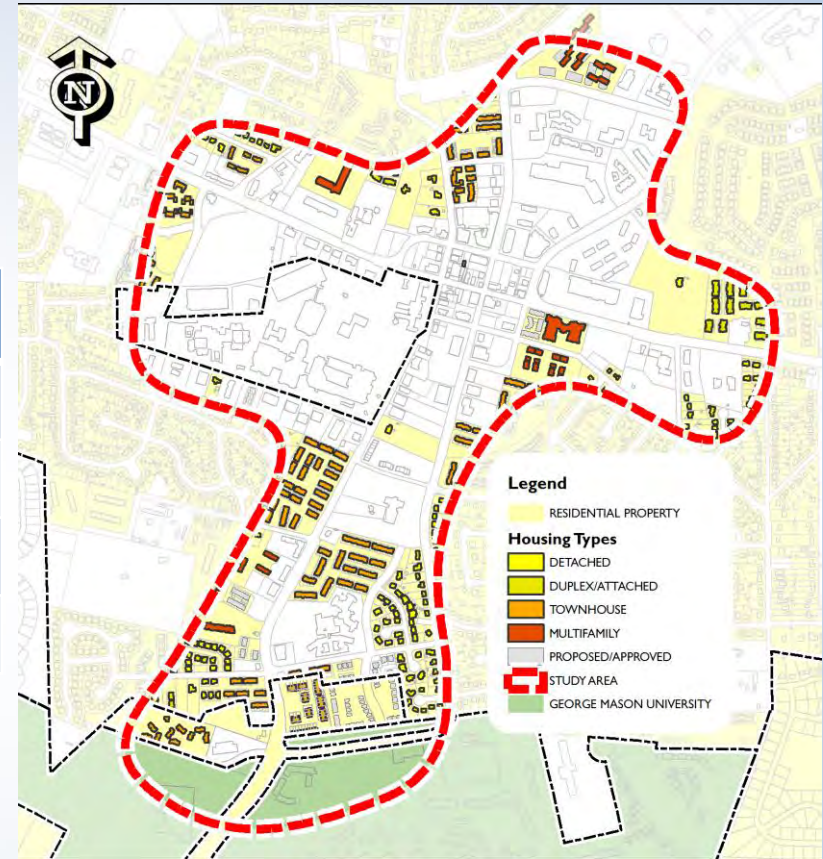 N
Legend
RESIDENTIAL PROPERTY
Housing Types
DETACHED
DUPLEX/ATTACHED
TOWNHOUSE
MULTIFAMILY
PROPOSED/APPROVED
STUDY AREA
GEORGE MASON UNIVERSITY